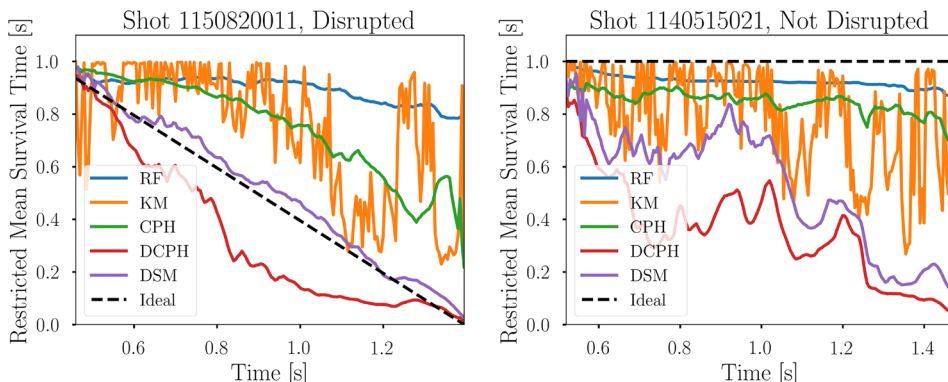 Shot 1150820011, Disrupted
Restricted Mean Survival Time [s]
1.0
0.8
0.6
0.4
0.2
0.0
RF
KM
CPH
DCPH
DSM
Ideal
0.6 0.8 1.0 1.2
Time [s]
Shot 1140515021, Not Disrupted
Restricted Mean Survival Time [s]
1.0
0.8
0.6
0.4
0.2
0.0
RF
KM
CPH
DCPH
DSM
Ideal
0.6 0.8 1.0 1.2 1.4
Time [s]